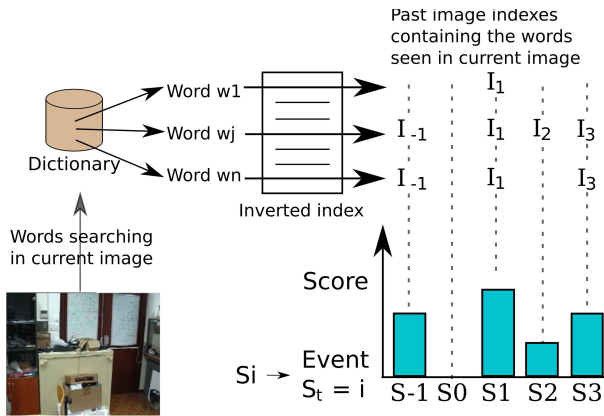 Past image indexes
containing the words
seen in current image
Word w1
I1
Word wj
I -1
I1
I2
I3
Dictionary
Word wn
I -1
I1
I3
Inverted index
Words searching
in current image
Score
Event
Si → St = i
S-1 S0 S1 S2 S3